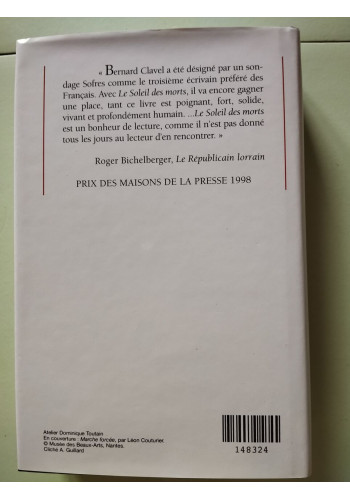 « Bernard Clavel a été désigné par un son-
dage Sofres comme le troisième écrivain préféré des
Français. Avec Le Soleil des morts, il va encore gagner
une place, tant ce livre est poignant, fort, solide,
vivant et profondément humain. ...Le Soleil des morts
est un bonheur de lecture, comme il n'est pas donné
tous les jours au lecteur d'en rencontrer. »
Roger Bichelberger, Le Républicain lorrain
PRIX DES MAISONS DE LA PRESSE 1998
Atelier Dominique Toutain
En couverture : Marche forcée, par Léon Couturier.
© Musée des Beaux-Arts, Nantes.
Cliché A. Guillard
148324